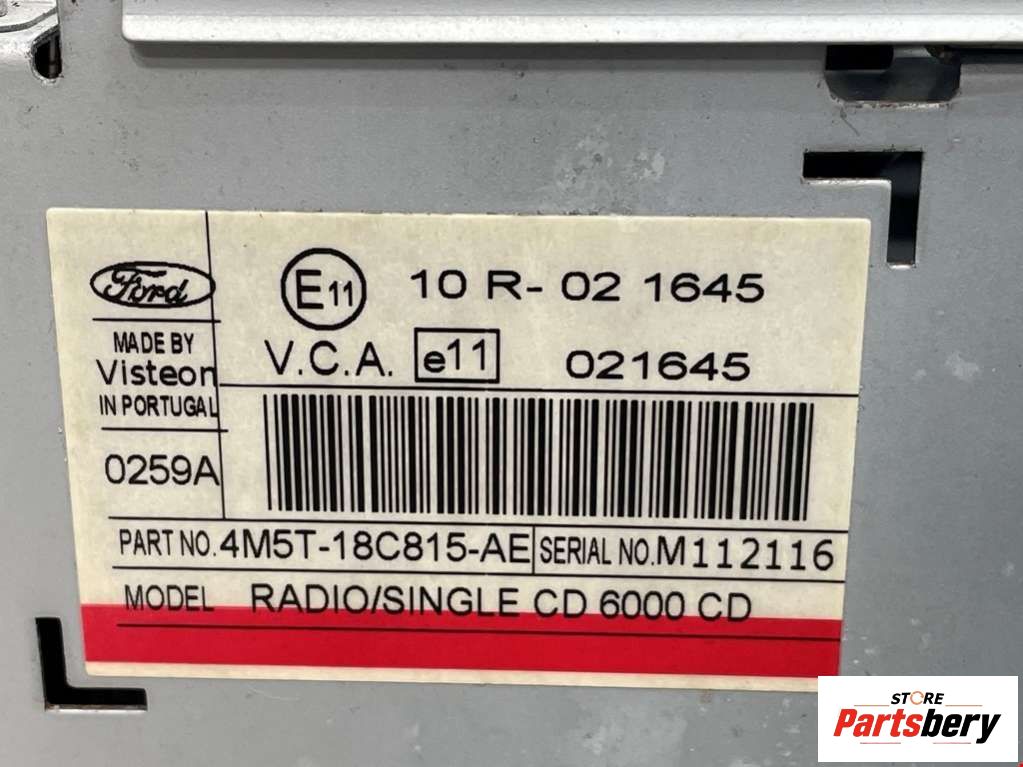 Ford
MADE BY
Visteon
IN PORTUGAL
0259A
E11 10 R- 02 1645
V.C.A. e11 021645
PART NO. 4M5T-18C815-AE SERIAL NO. M112116
MODEL RADIO/SINGLE CD 6000 CD
STORE
Partsbery